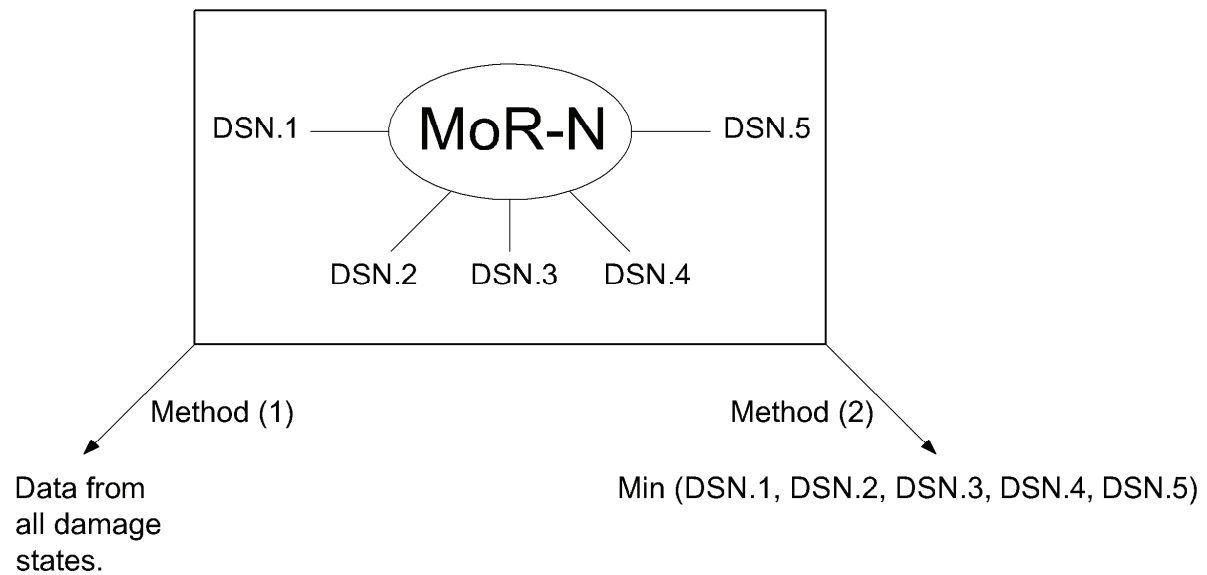 DSN.1
MoR-N
DSN.5
DSN.2
DSN.3
DSN.4
Method (1)
Method (2)
Data from
all damage
states.
Min (DSN.1, DSN.2, DSN.3, DSN.4, DSN.5)